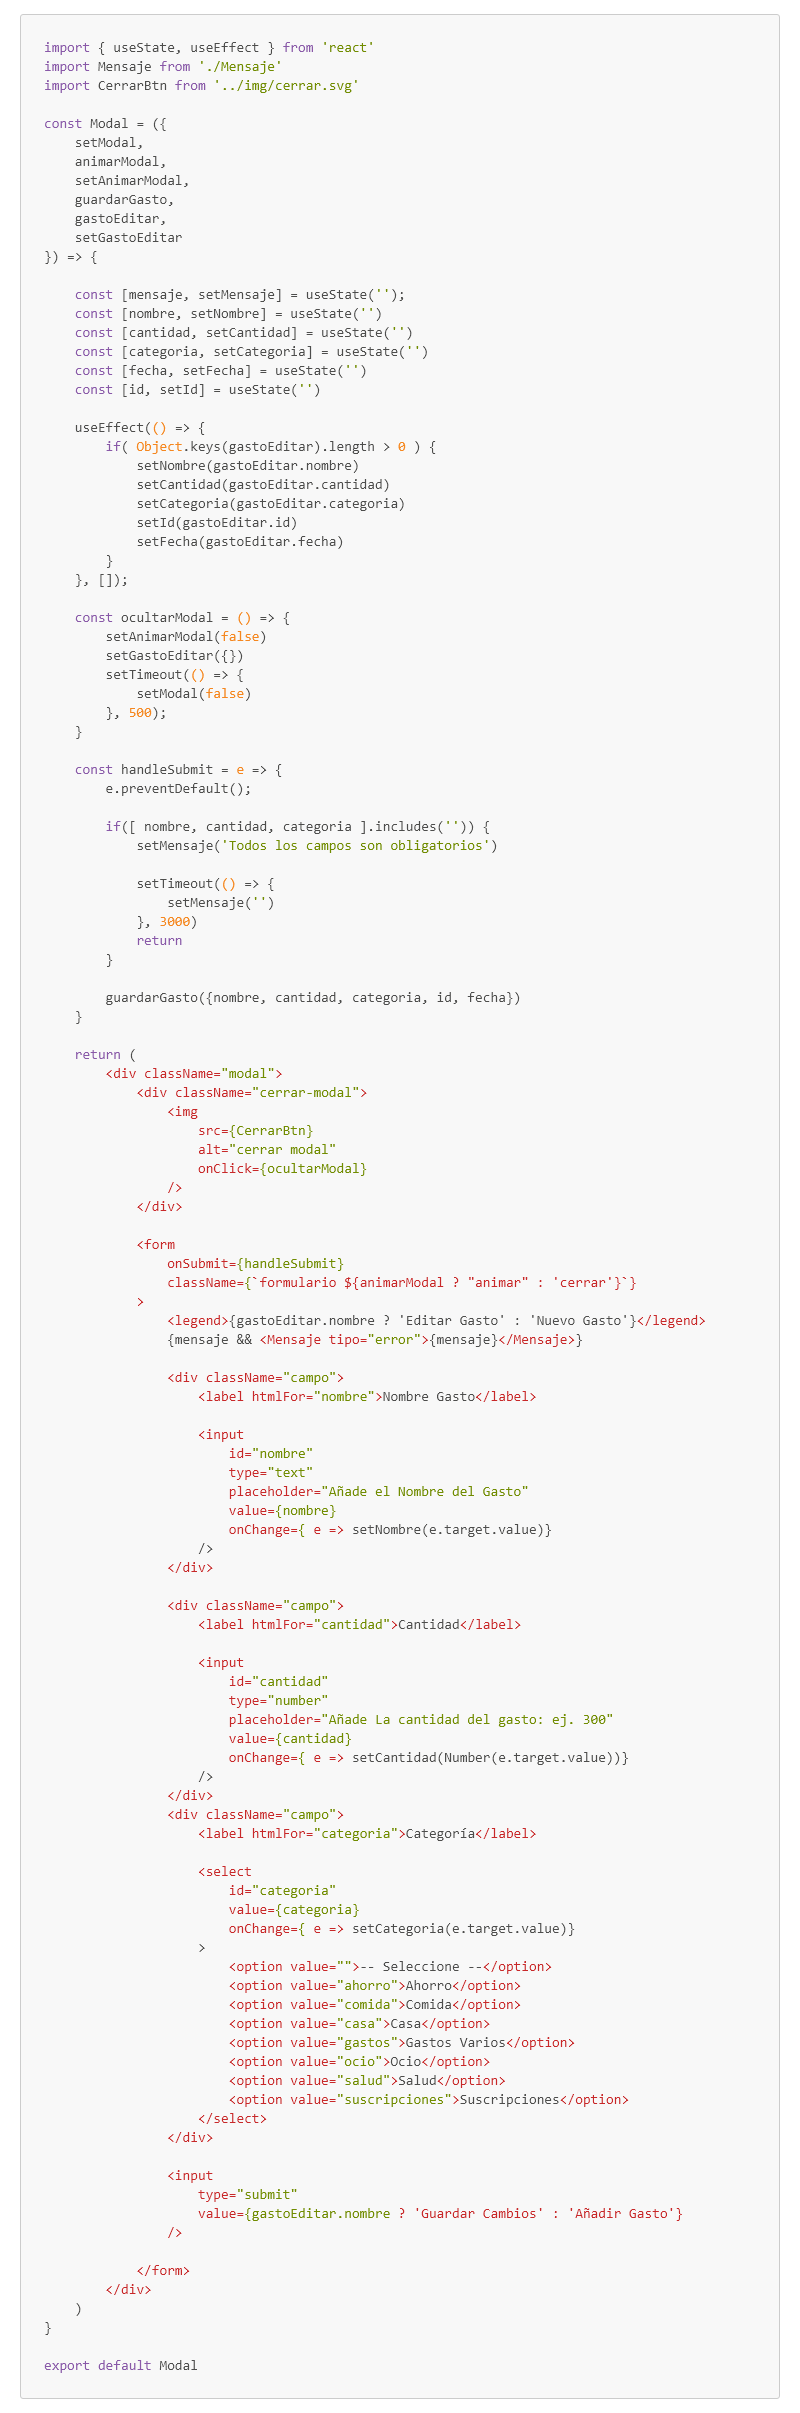 import { useState, useEffect } from 'react'
import Mensaje from './Mensaje'
import CerrarBtn from '../img/cerrar.svg'

const Modal = ({
    setModal,
    animarModal,
    setAnimarModal,
    guardarGasto,
    gastoEditar,
    setGastoEditar
}) => {

    const [mensaje, setMensaje] = useState('');
    const [nombre, setNombre] = useState('')
    const [cantidad, setCantidad] = useState('')
    const [categoria, setCategoria] = useState('')
    const [fecha, setFecha] = useState('')
    const [id, setId] = useState('')

    useEffect(() => {
        if( Object.keys(gastoEditar).length > 0 ) {
            setNombre(gastoEditar.nombre)
            setCantidad(gastoEditar.cantidad)
            setCategoria(gastoEditar.categoria)
            setId(gastoEditar.id)
            setFecha(gastoEditar.fecha)
        }
    }, []);

    const ocultarModal = () => {
        setAnimarModal(false)
        setGastoEditar({})
        setTimeout(() => {
            setModal(false)
        }, 500);
    }

    const handleSubmit = e => {
        e.preventDefault();

        if([ nombre, cantidad, categoria ].includes('')) {
            setMensaje('Todos los campos son obligatorios')

            setTimeout(() => {
                setMensaje('')
            }, 3000)
            return
        }

        guardarGasto({nombre, cantidad, categoria, id, fecha})
    }

    return (
        <div className="modal">
            <div className="cerrar-modal">
                <img
                    src={CerrarBtn}
                    alt="cerrar modal"
                    onClick={ocultarModal}
                />
            </div>

            <form
                onSubmit={handleSubmit}
                className={`formulario ${animarModal ? "animar" : 'cerrar'}`}
            >
                <legend>{gastoEditar.nombre ? 'Editar Gasto' : 'Nuevo Gasto'}</legend>
                {mensaje && <Mensaje tipo="error">{mensaje}</Mensaje>}

                <div className="campo">
                    <label htmlFor="nombre">Nombre Gasto</label>

                    <input
                        id="nombre"
                        type="text"
                        placeholder="Añade el Nombre del Gasto"
                        value={nombre}
                        onChange={ e => setNombre(e.target.value)}
                    />
                </div>

                <div className="campo">
                    <label htmlFor="cantidad">Cantidad</label>

                    <input
                        id="cantidad"
                        type="number"
                        placeholder="Añade La cantidad del gasto: ej. 300"
                        value={cantidad}
                        onChange={ e => setCantidad(Number(e.target.value))}
                    />
                </div>
                <div className="campo">
                    <label htmlFor="categoria">Categoría</label>

                    <select
                        id="categoria"
                        value={categoria}
                        onChange={ e => setCategoria(e.target.value)}
                    >
                        <option value="">-- Seleccione --</option>
                        <option value="ahorro">Ahorro</option>
                        <option value="comida">Comida</option>
                        <option value="casa">Casa</option>
                        <option value="gastos">Gastos Varios</option>
                        <option value="ocio">Ocio</option>
                        <option value="salud">Salud</option>
                        <option value="suscripciones">Suscripciones</option>
                    </select>
                </div>

                <input
                    type="submit"
                    value={gastoEditar.nombre ? 'Guardar Cambios' : 'Añadir Gasto'}
                />

            </form>
        </div>
    )
}

export default Modal